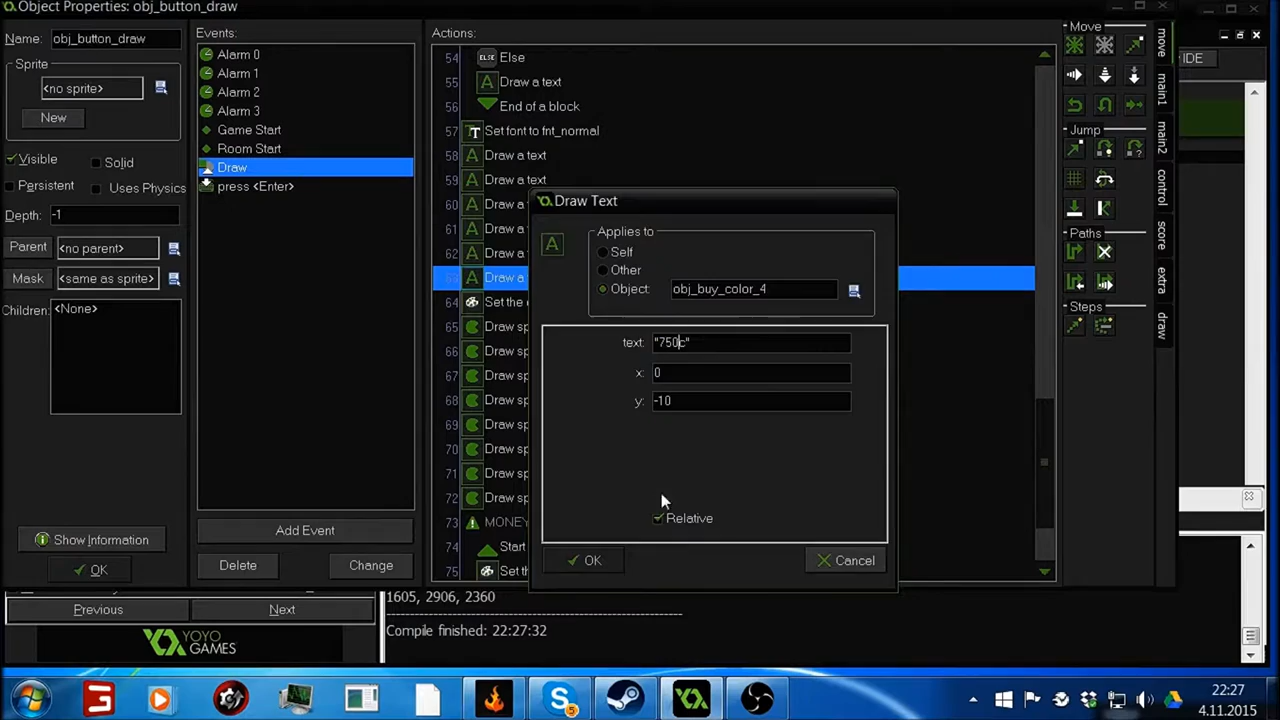 Object Properties: obj_button_draw
Name: obj_button_draw
Sprite
<no sprite>
New
Visible
Solid
Persistent
Uses Physics
Depth: -1
Parent <no parent>
Mask <same as sprite>
Children: <None>
Show Information
OK
Events:
Alarm 0
Alarm 1
Alarm 2
Alarm 3
Game Start
Room Start
Draw
press <Enter>
Add Event
Delete
Change
Actions:
54 ELSE Else
55 A Draw a text
56 End of a block
57 T Set font to fnt_normal
58 A Draw a text
59 A Draw a text
60 A Draw a
61 A Draw a
62 A Draw a
63 A Draw a
64 Set the
65 Draw sp
66 Draw sp
67 Draw sp
68 Draw sp
69 Draw sp
70 Draw sp
71 Draw sp
72 Draw sp
73 MONEY
74 Start
75 Set the
Draw Text
Applies to
A
Self
Other
Object: obj_buy_color_4
text: "750c"
x: 0
y: -10
Relative
OK
Cancel
Move
Jump
Paths
Steps
move
main1
main2
control
score
extra
draw
IDE
Previous
Next
YOYO
GAMES
1605, 2906, 2360
Compile finished: 22:27:32
S
5
22:27
4.11.2015